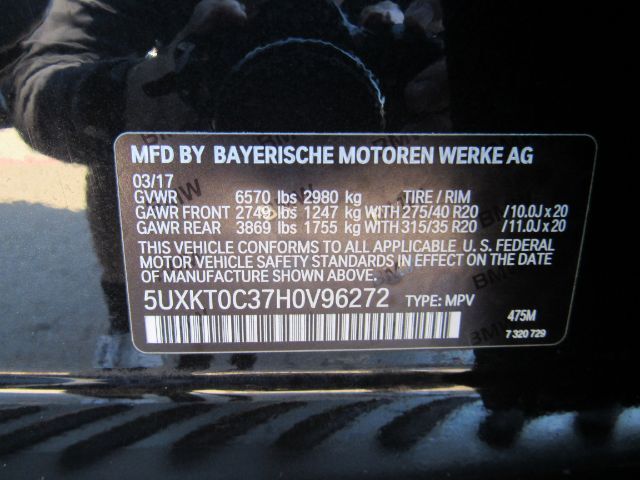 MFD BY BAYERISCHE MOTOREN WERKE AG
03/17
GVWR 6570 lbs 2980 kg TIRE / RIM
GAWR FRONT 2749 lbs 1247 kg WITH 275/40 R20 /10.0J x 20
GAWR REAR 3869 lbs 1755 kg WITH 315/35 R20 /11.0J x 20
THIS VEHICLE CONFORMS TO ALL APPLICABLE U.S. FEDERAL
MOTOR VEHICLE SAFETY STANDARDS IN EFFECT ON THE DATE
OF MANUFACTURE SHOWN ABOVE.
5UXKT0C37H0V96272 TYPE: MPV
475M
7 320 729